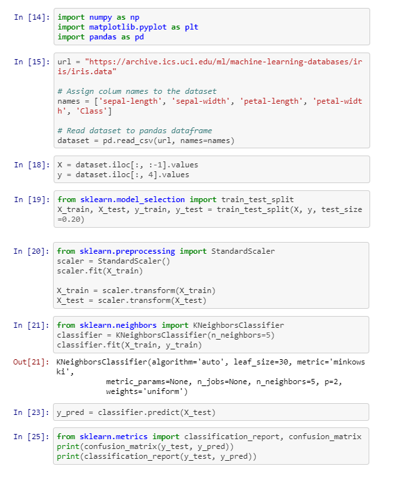 In [14]: import numpy as np
import matplotlib.pyplot as plt
import pandas as pd
In [15]: url = "https://archive.ics.uci.edu/ml/machine-learning-databases/ir
is/iris.data"
# Assign colum names to the dataset
names = ['sepal-length', 'sepal-width', 'petal-length', 'petal-widt
h', 'Class']
# Read dataset to pandas dataframe
dataset = pd.read_csv(url, names=names)
In [18]: X = dataset.iloc[:, :-1].values
y = dataset.iloc[:, 4].values
In [19]: from sklearn.model_selection import train_test_split
X_train, X_test, y_train, y_test = train_test_split(X, y, test_size
=0.20)
In [20]: from sklearn.preprocessing import StandardScaler
scaler = StandardScaler()
scaler.fit(X_train)
X_train = scaler.transform(X_train)
X_test = scaler.transform(X_test)
In [21]: from sklearn.neighbors import KNeighborsClassifier
classifier = KNeighborsClassifier(n_neighbors=5)
classifier.fit(X_train, y_train)
Out[21]: KNeighborsClassifier(algorithm='auto', leaf_size=30, metric='minkows
ki',
metric_params=None, n_jobs=None, n_neighbors=5, p=2,
weights='uniform')
In [23]: y_pred = classifier.predict(X_test)
In [25]: from sklearn.metrics import classification_report, confusion_matrix
print(confusion_matrix(y_test, y_pred))
print(classification_report(y_test, y_pred))